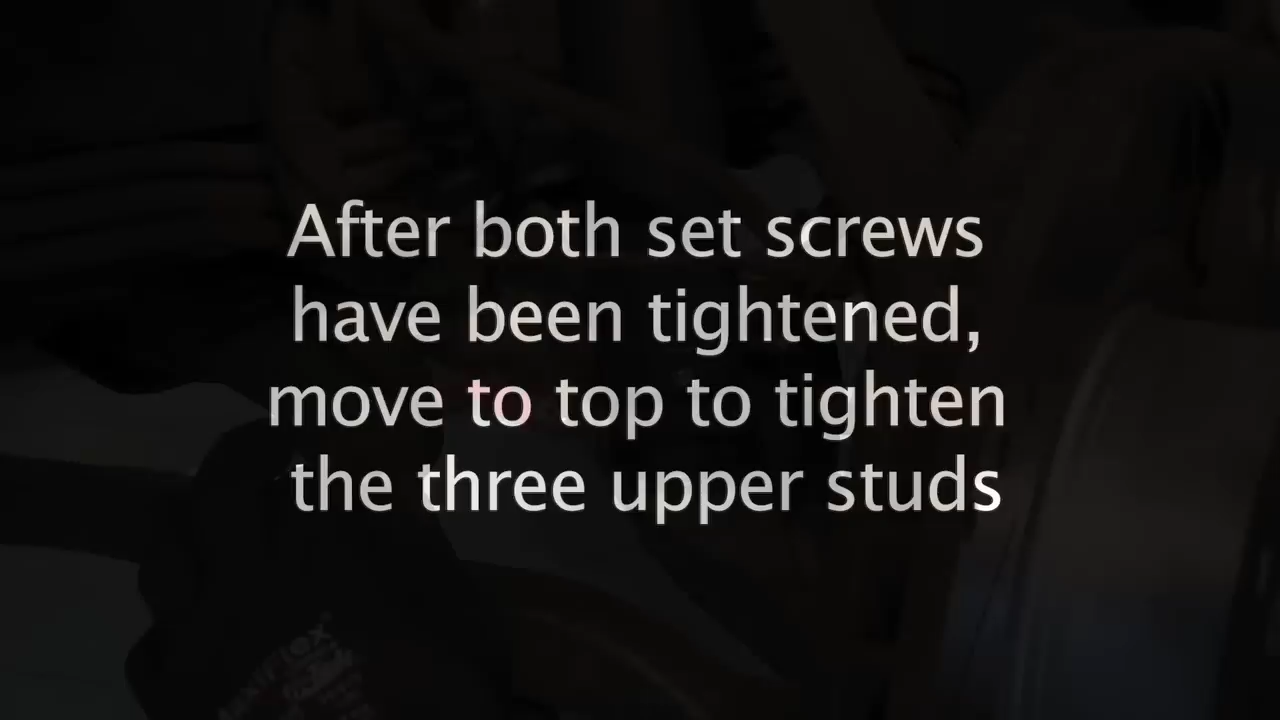 After both set screws
have been tightened,
move to top to tighten
the three upper studs